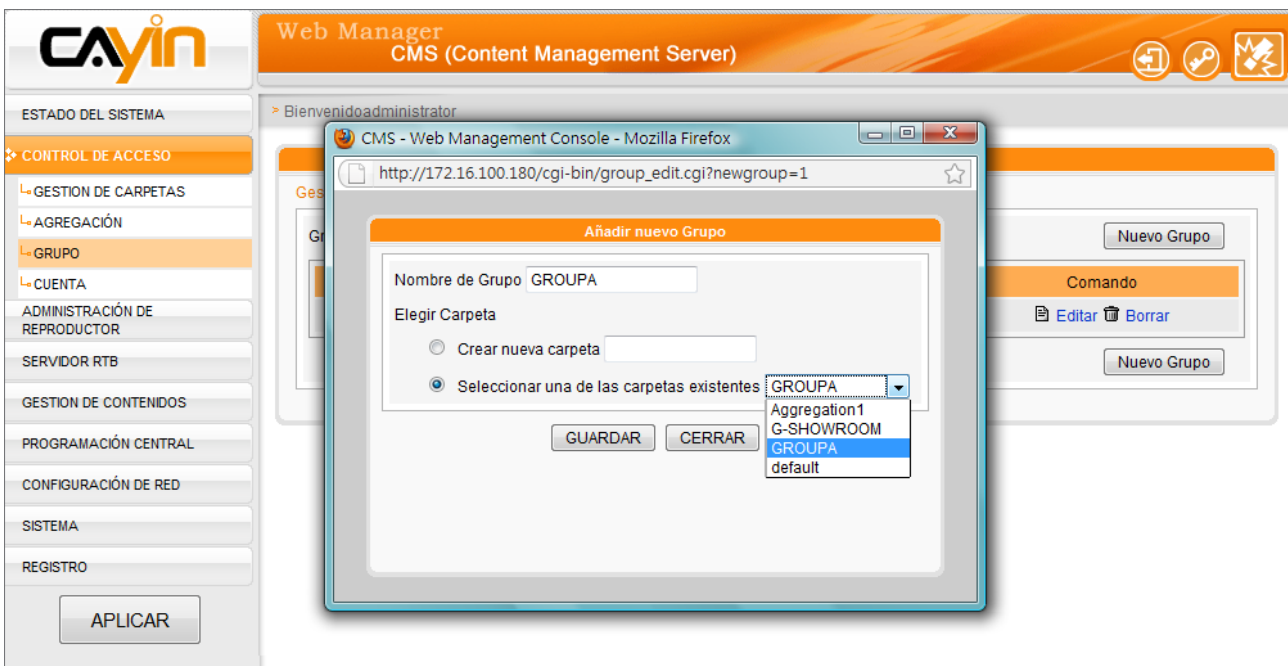 CAyin
Web Manager
CMS (Content Management Server)
ESTADO DEL SISTEMA
CONTROL DE ACCESO
GESTION DE CARPETAS
AGREGACIÓN
GRUPO
CUENTA
ADMINISTRACIÓN DE
REPRODUCTOR
SERVIDOR RTB
GESTION DE CONTENIDOS
PROGRAMACIÓN CENTRAL
CONFIGURACIÓN DE RED
SISTEMA
REGISTRO
APLICAR
> Bienvenidoadministrator
Ges
Gr
CMS - Web Management Console - Mozilla Firefox
http://172.16.100.180/cgi-bin/group_edit.cgi?newgroup=1
Añadir nuevo Grupo
Nombre de Grupo GROUPA
Elegir Carpeta
Crear nueva carpeta
Seleccionar una de las carpetas existentes GROUPA
Aggregation1
G-SHOWROOM
GROUPA
default
GUARDAR CERRAR
Nuevo Grupo
Comando
Editar Borrar
Nuevo Grupo